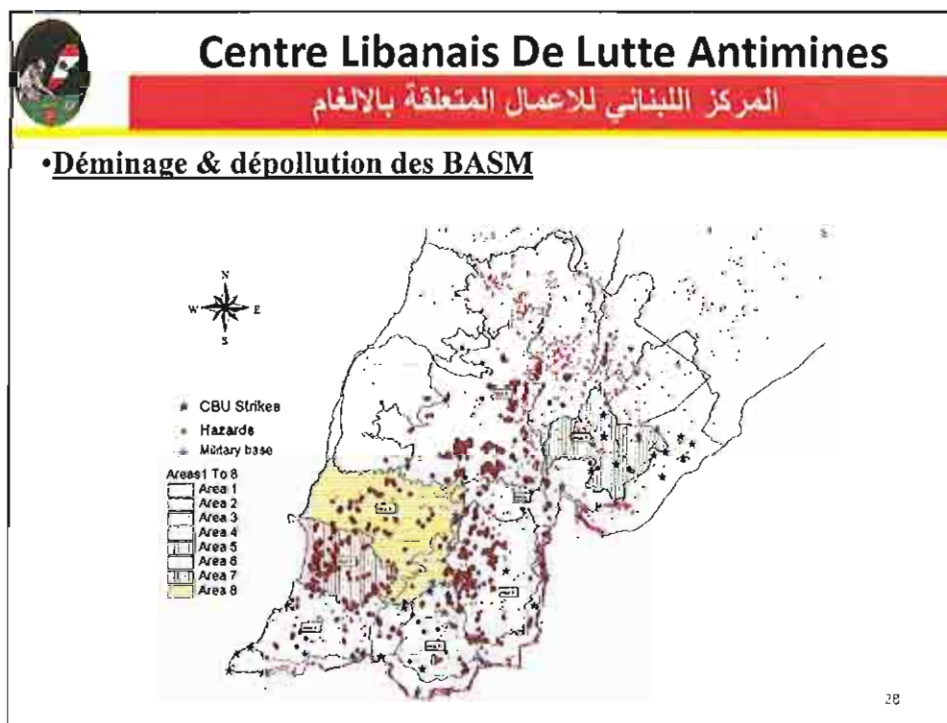 Centre Libanais De Lutte Antimines
المركز اللبناني للاعمال المتعلقة بالالغام
•Déminage & dépollution des BASM
N
W E
S
CBU Strikes
Hazards
Military base
Areas1 To 8
Area 1
Area 2
Area 3
Area 4
Area 5
Area 6
Area 7
Area 8
28